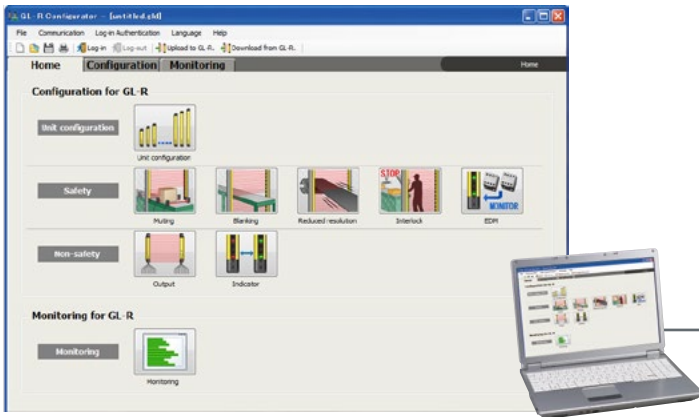 GL-R Configurator - [untitled.gld]
File Communication Log-in Authentication Language Help
Log-in Log-out Upload to GL-R. Download from GL-R.
Home Configuration Monitoring Home
Configuration for GL-R
Unit configuration
Unit configuration
Safety
STOP
MONITOR
Muting Blanking Reduced resolution Interlock EDM
Non-safety
Output Indicator
Monitoring for GL-R
Monitoring
Monitoring